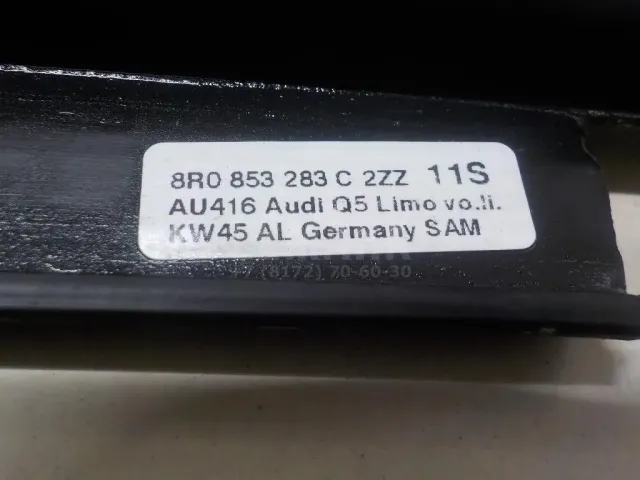 8R0 853 283 C 2ZZ 11S
AU416 Audi Q5 Limo vo.li.
KW45 AL Germany SAM
+7 (8172) 70-60-30